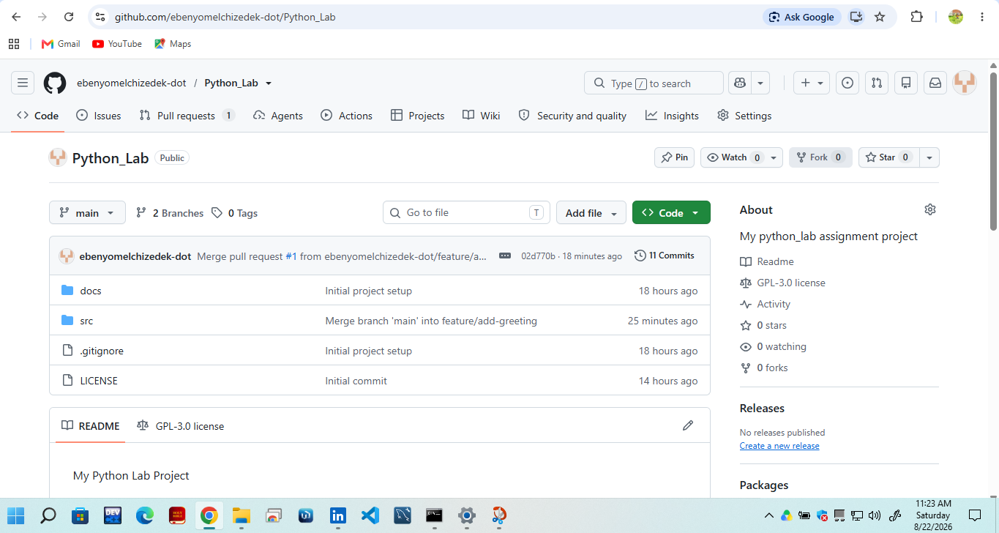 github.com/ebenyomelchizedek-dot/Python_Lab
Ask Google
Gmail
YouTube
Maps
ebenyomelchizedek-dot / Python_Lab
Type / to search
Code
Issues
Pull requests 1
Agents
Actions
Projects
Wiki
Security and quality
Insights
Settings
Python_Lab Public
Pin
Watch 0
Fork 0
Star 0
main
2 Branches
0 Tags
Go to file T
Add file
Code
ebenyomelchizedek-dot Merge pull request #1 from ebenyomelchizedek-dot/feature/a... 02d770b · 18 minutes ago 11 Commits
docs Initial project setup 18 hours ago
src Merge branch 'main' into feature/add-greeting 25 minutes ago
.gitignore Initial project setup 18 hours ago
LICENSE Initial commit 14 hours ago
README
GPL-3.0 license
My Python Lab Project
About
My python_lab assignment project
Readme
GPL-3.0 license
Activity
0 stars
0 watching
0 forks
Releases
No releases published
Create a new release
Packages
DEV
HOLY BIBLE
11:23 AM
Saturday
8/22/2026